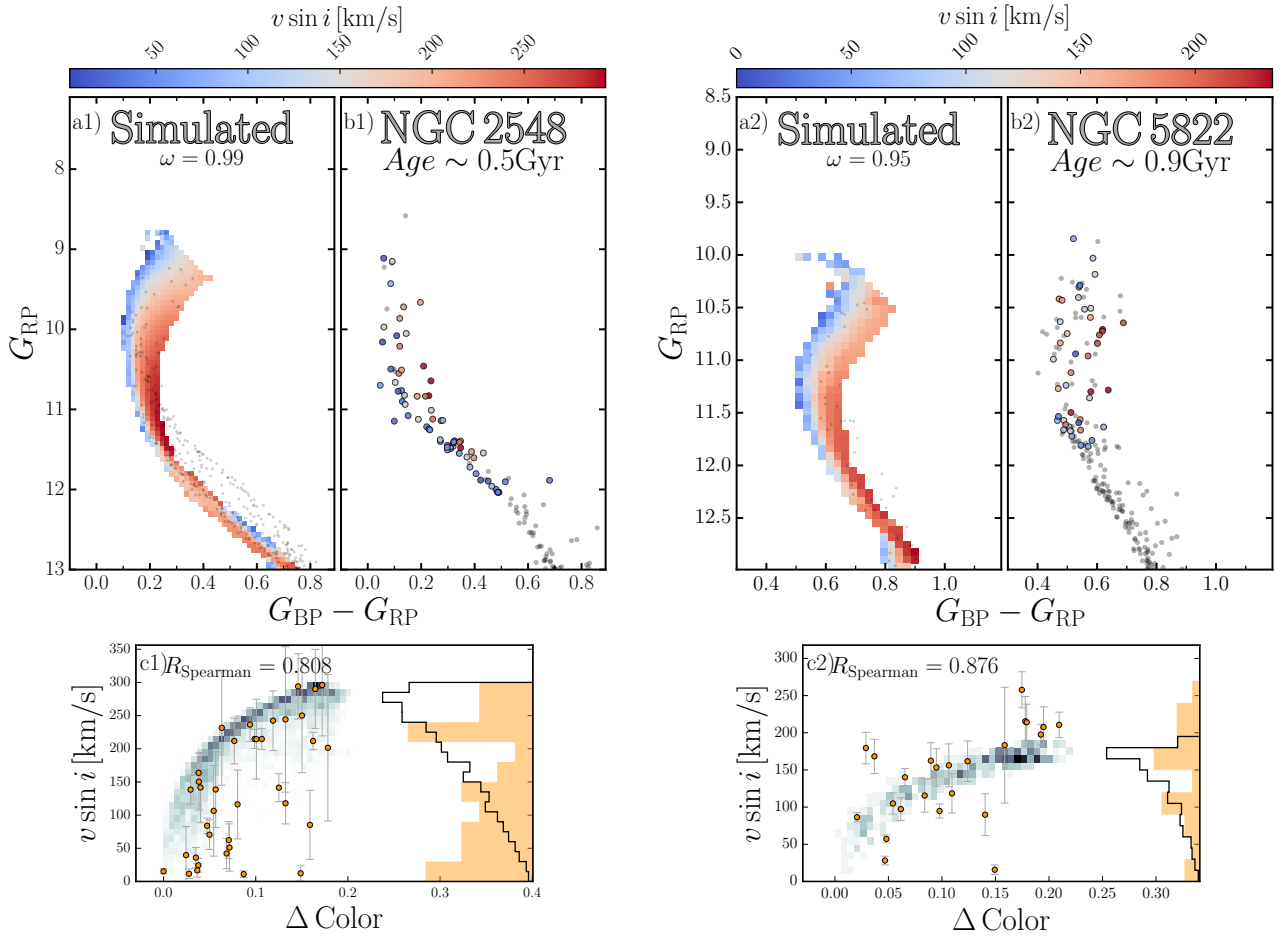 v sin i [km/s]
50 100 150 200 250
a1) Simulated
ω = 0.99
b1) NGC 2548
Age ∼ 0.5Gyr
8
9
10
11
12
13
G_RP
0.0 0.2 0.4 0.6 0.8
0.0 0.2 0.4 0.6 0.8
G_BP − G_RP
v sin i [km/s]
0 50 100 150 200
a2) Simulated
ω = 0.95
b2) NGC 5822
Age ∼ 0.9Gyr
8.5
9.0
9.5
10.0
10.5
11.0
11.5
12.0
12.5
G_RP
0.4 0.6 0.8 1.0
0.4 0.6 0.8 1.0
G_BP − G_RP
c1) R_Spearman = 0.808
350
300
250
200
150
100
50
0
v sin i [km/s]
0.0 0.1 0.2 0.3 0.4
Δ Color
c2) R_Spearman = 0.876
300
250
200
150
100
50
0
v sin i [km/s]
0.00 0.05 0.10 0.15 0.20 0.25 0.30
Δ Color